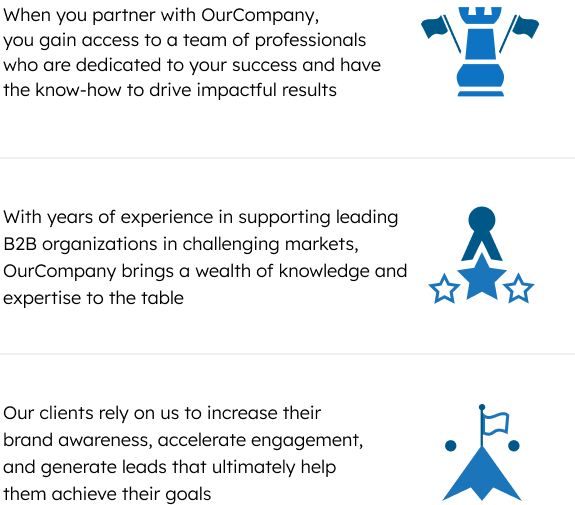 When you partner with OurCompany,
you gain access to a team of professionals
who are dedicated to your success and have
the know-how to drive impactful results
With years of experience in supporting leading
B2B organizations in challenging markets,
OurCompany brings a wealth of knowledge and
expertise to the table
Our clients rely on us to increase their
brand awareness, accelerate engagement,
and generate leads that ultimately help
them achieve their goals